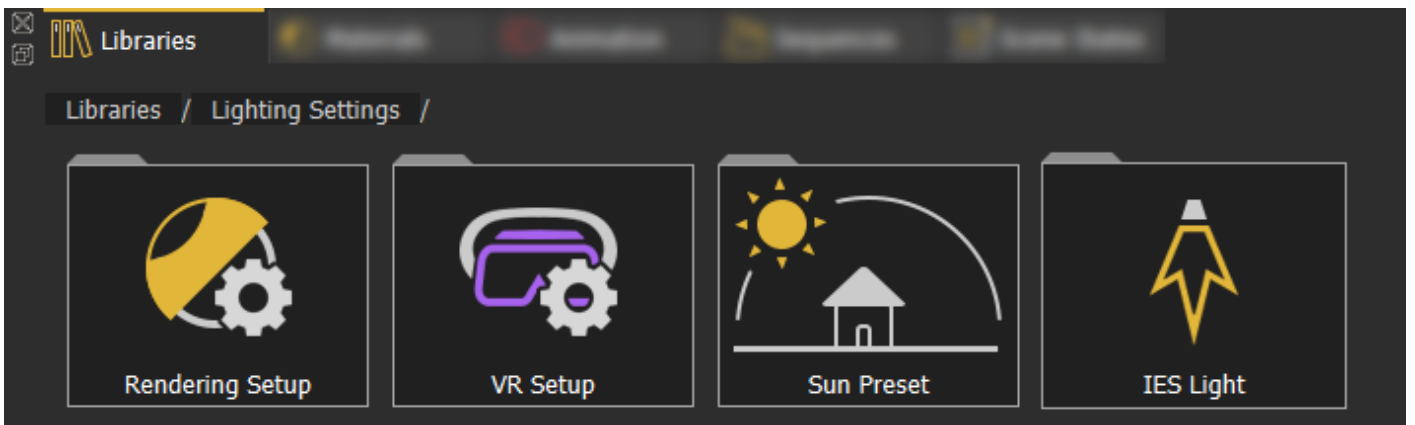 Libraries
Libraries / Lighting Settings /
Rendering Setup
VR Setup
Sun Preset
IES Light